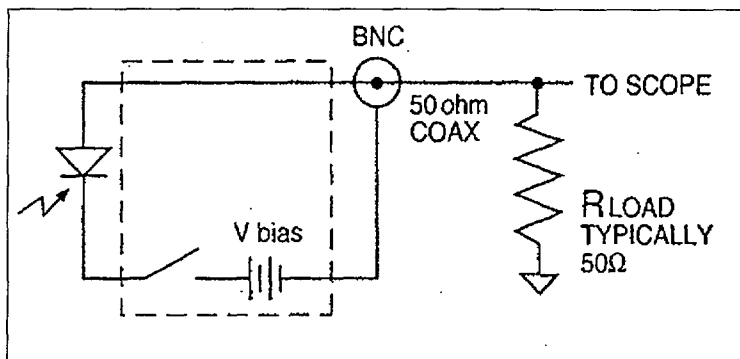 BNC
TO SCOPE
50 ohm
COAX
V bias
RLOAD
TYPICALLY
50Ω